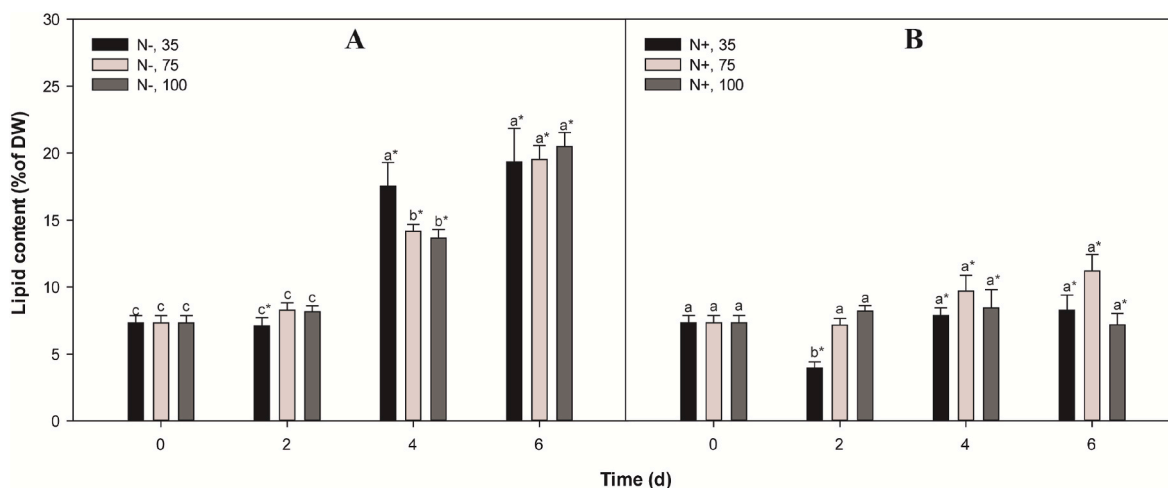 A
B
N-, 35
N-, 75
N-, 100
N+, 35
N+, 75
N+, 100
Lipid content (%of DW)
30
25
20
15
10
5
0
c c c
c* c c
a* b* b*
a* a* a*
a a a
b* a a
a* a* a*
a* a* a*
0 2 4 6
0 2 4 6
Time (d)